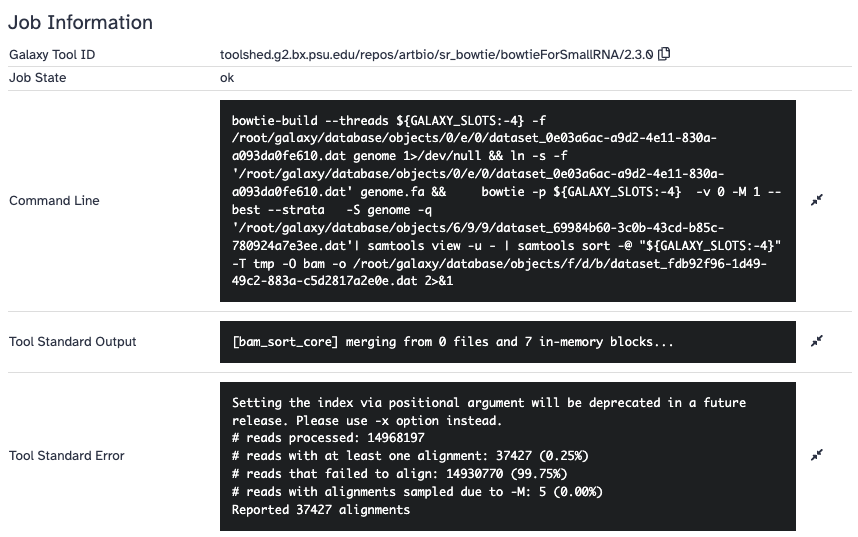 Job Information
Galaxy Tool ID
toolshed.g2.bx.psu.edu/repos/artbio/sr_bowtie/bowtieForSmallRNA/2.3.0
Job State
ok
Command Line
bowtie-build --threads ${GALAXY_SLOTS:-4} -f
/root/galaxy/database/objects/0/e/0/dataset_0e03a6ac-a9d2-4e11-830a-
a093da0fe610.dat genome 1>/dev/null && ln -s -f
'/root/galaxy/database/objects/0/e/0/dataset_0e03a6ac-a9d2-4e11-830a-
a093da0fe610.dat' genome.fa &&     bowtie -p ${GALAXY_SLOTS:-4}  -v 0 -M 1 --
best --strata   -S genome -q
'/root/galaxy/database/objects/6/9/9/dataset_69984b60-3c0b-43cd-b85c-
780924a7e3ee.dat'| samtools view -u - | samtools sort -@ "${GALAXY_SLOTS:-4}"
-T tmp -O bam -o /root/galaxy/database/objects/f/d/b/dataset_fdb92f96-1d49-
49c2-883a-c5d2817a2e0e.dat 2>&1
Tool Standard Output
[bam_sort_core] merging from 0 files and 7 in-memory blocks...
Tool Standard Error
Setting the index via positional argument will be deprecated in a future
release. Please use -x option instead.
# reads processed: 14968197
# reads with at least one alignment: 37427 (0.25%)
# reads that failed to align: 14930770 (99.75%)
# reads with alignments sampled due to -M: 5 (0.00%)
Reported 37427 alignments